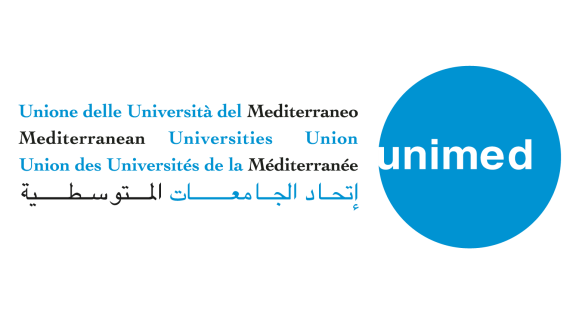 Unione delle Università del Mediterraneo
Mediterranean Universities Union
Union des Universités de la Méditerranée
إتحاد الجامعات المتوسطية
unimed